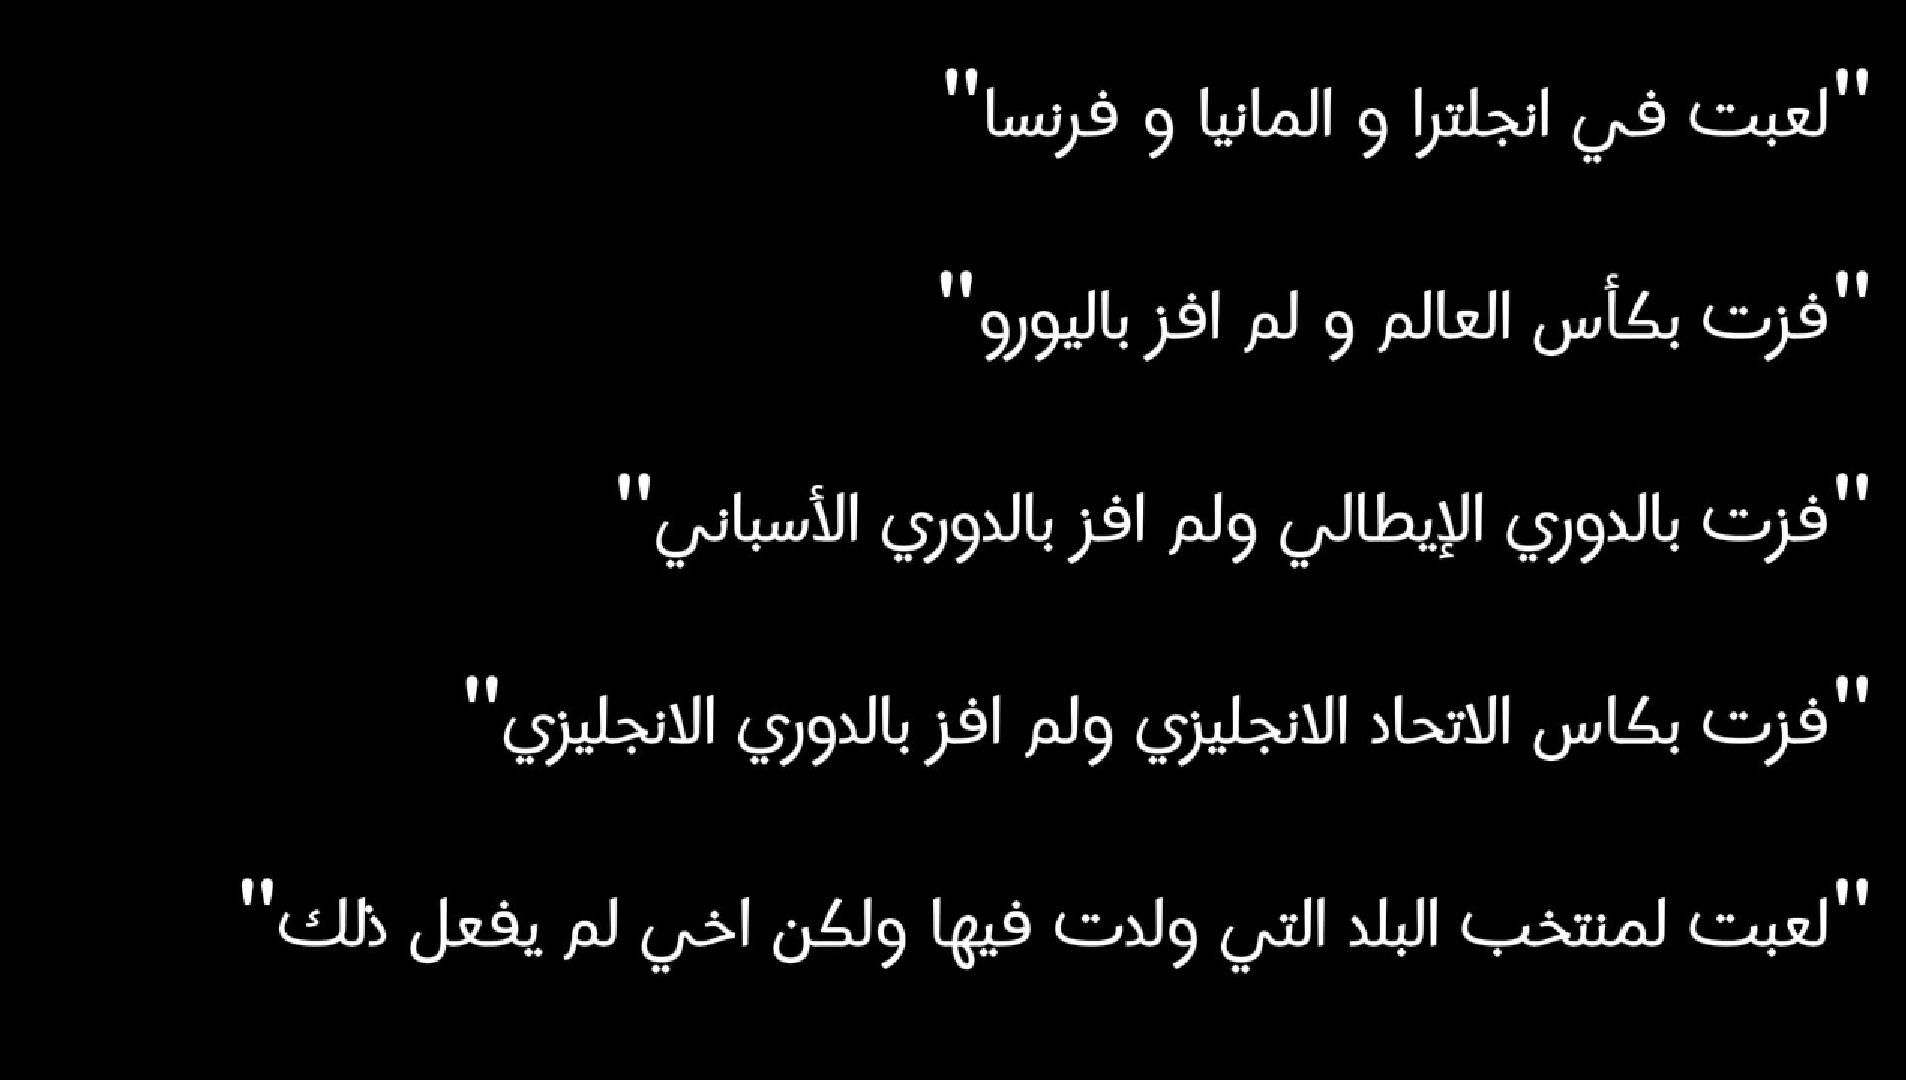 "لعبت في انجلترا و المانيا و فرنسا"
"فزت بكأس العالم و لم افز باليورو"
"فزت بالدوري الإيطالي ولم افز بالدوري الأسباني"
"فزت بكاس الاتحاد الانجليزي ولم افز بالدوري الانجليزي"
"لعبت لمنتخب البلد التي ولدت فيها ولكن اخي لم يفعل ذلك"